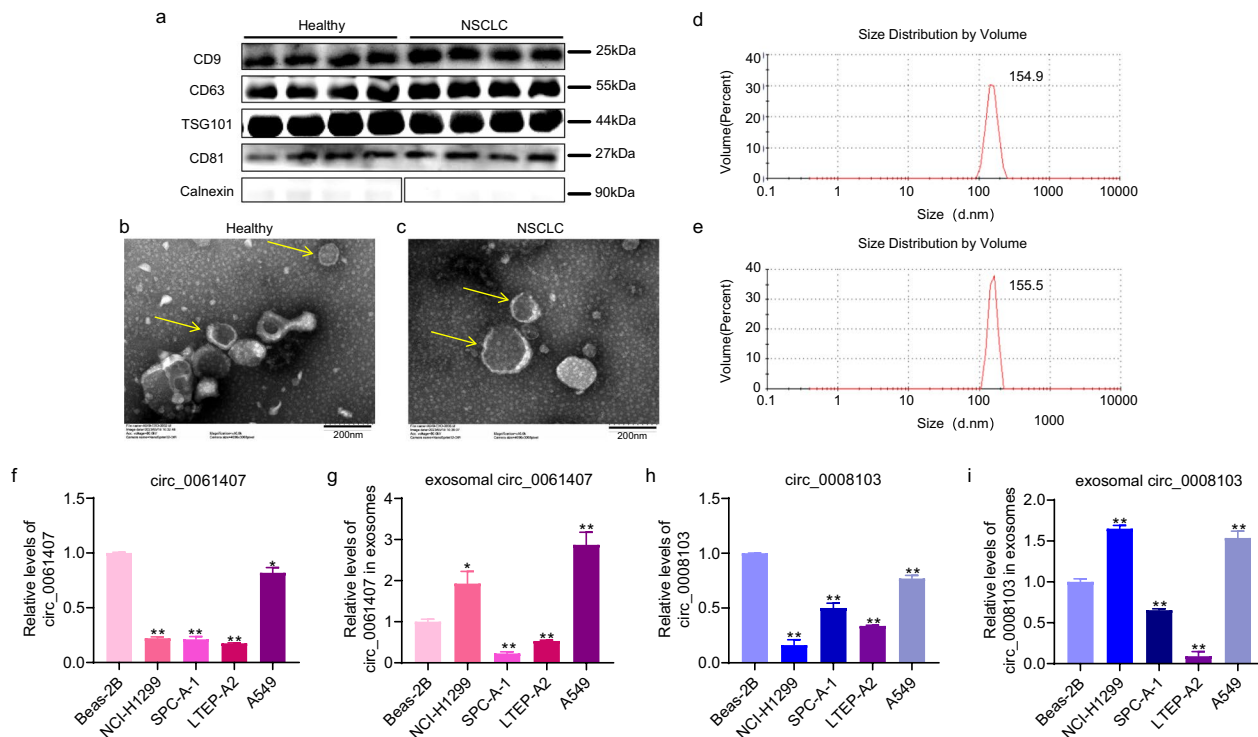 a
Healthy
NSCLC
CD9
25kDa
CD63
55kDa
TSG101
44kDa
CD81
27kDa
Calnexin
90kDa
b
Healthy
200nm
c
NSCLC
200nm
d
Size Distribution by Volume
Volume(Percent)
40
30
20
10
0
154.9
0.1 1 10 100 1000 10000
Size (d.nm)
e
Size Distribution by Volume
Volume(Percent)
40
30
20
10
0
155.5
0.1 1 10 100 1000 10000
Size (d.nm)
f
circ_0061407
Relative levels of
circ_0061407
1.5
1.0
0.5
0.0
** ** ** *
Beas-2B NCI-H1299 SPC-A-1 LTEP-A2 A549
g
exosomal circ_0061407
Relative levels of
circ_0061407 in exosomes
4
3
2
1
0
* ** ** **
Beas-2B NCI-H1299 SPC-A-1 LTEP-A2 A549
h
circ_0008103
Relative levels of
circ_0008103
1.5
1.0
0.5
0.0
** ** ** **
Beas-2B NCI-H1299 SPC-A-1 LTEP-A2 A549
i
exosomal circ_0008103
Relative levels of
circ_0008103 in exosomes
2.0
1.5
1.0
0.5
0.0
** ** ** **
Beas-2B NCI-H1299 SPC-A-1 LTEP-A2 A549